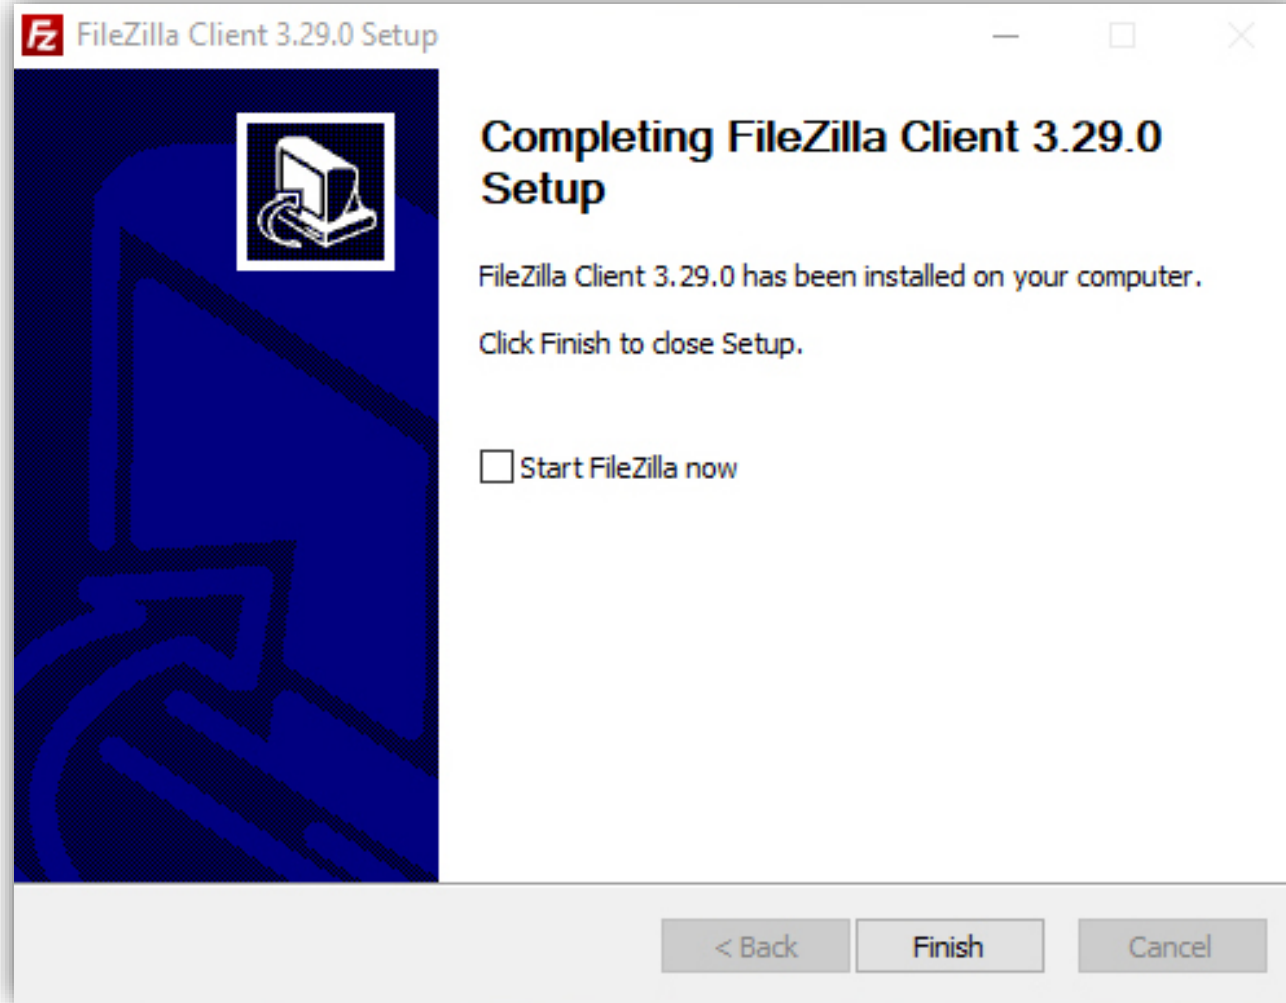 Fz FileZilla Client 3.29.0 Setup
Completing FileZilla Client 3.29.0
Setup
FileZilla Client 3.29.0 has been installed on your computer.
Click Finish to close Setup.
Start FileZilla now
< Back Finish Cancel